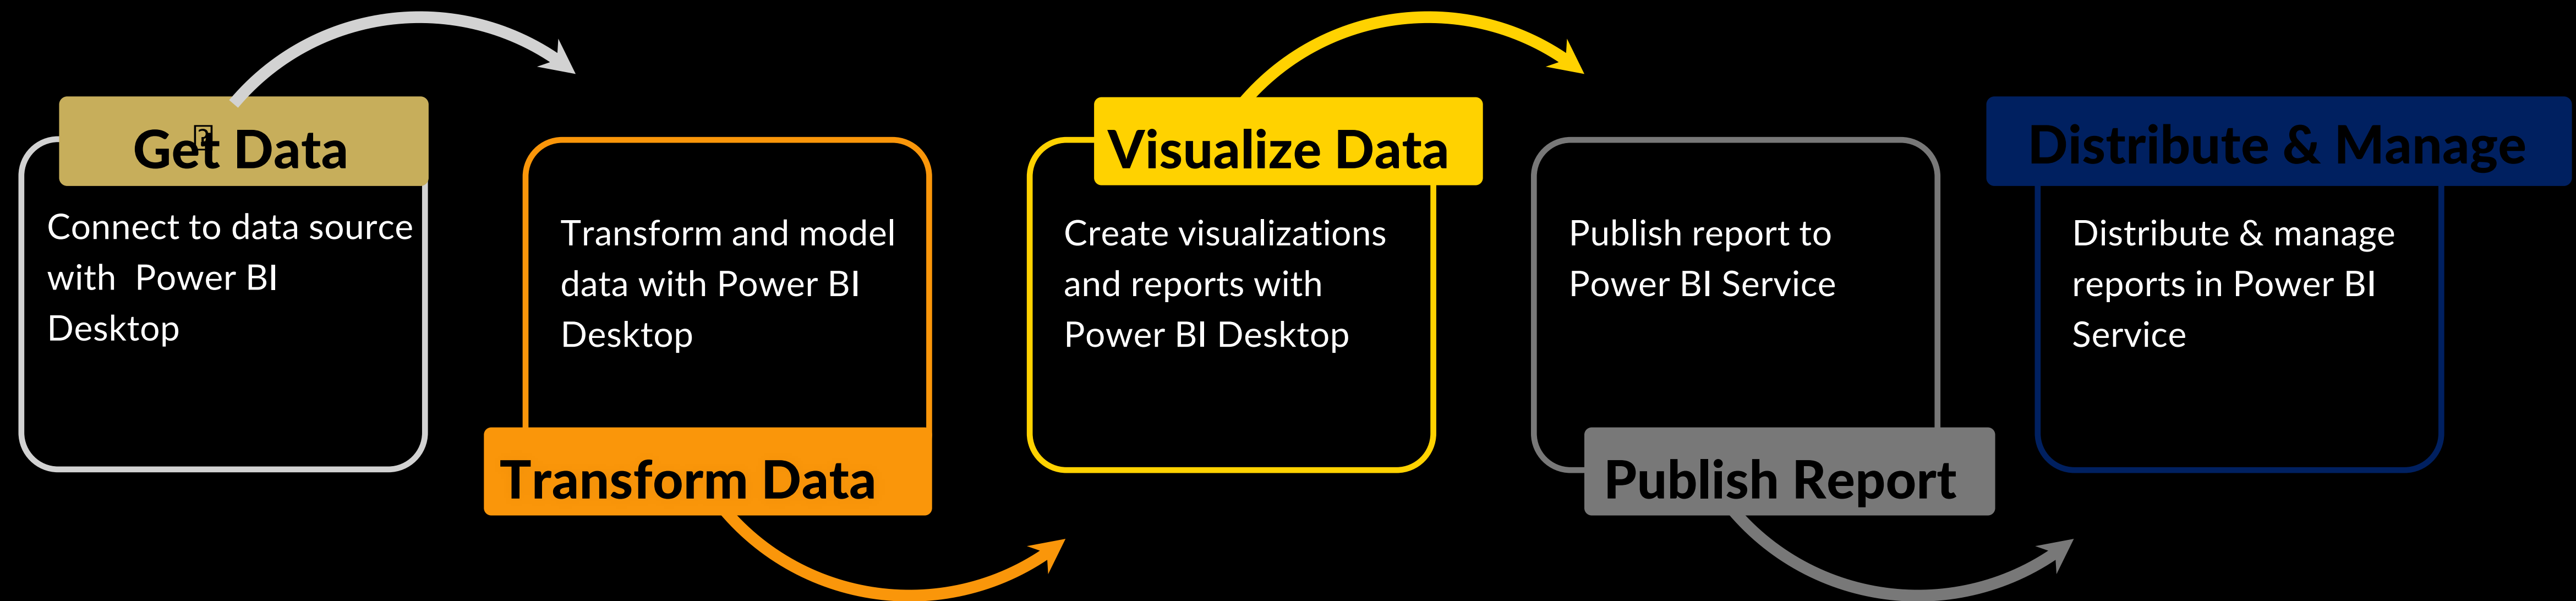 Get Data
Connect to data source
with  Power BI
Desktop
Transform and model
data with Power BI
Desktop
Transform Data
Visualize Data
Create visualizations
and reports with
Power BI Desktop
Publish report to
Power BI Service
Publish Report
Distribute & Manage
Distribute & manage
reports in Power BI
Service